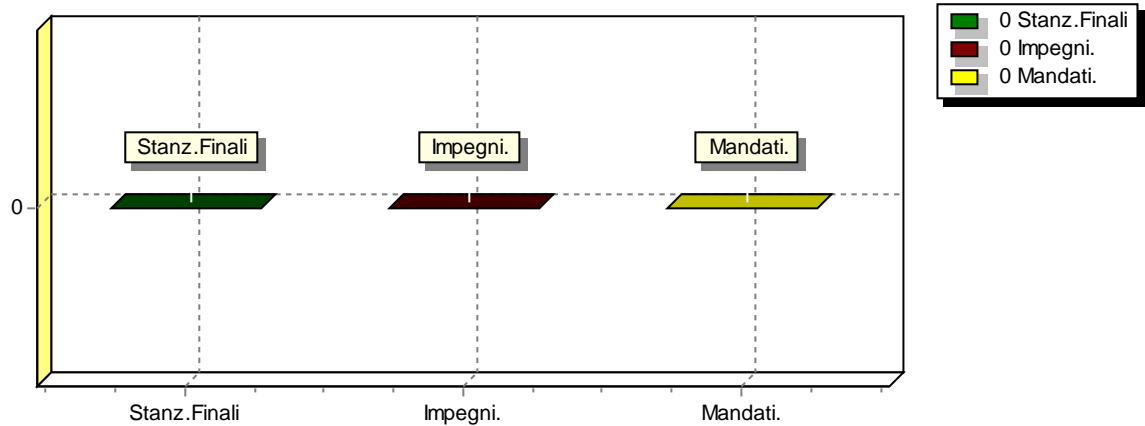 0 Stanz.Finali
0 Impegni.
0 Mandati.
Stanz.Finali
Impegni.
Mandati.
0
Stanz.Finali
Impegni.
Mandati.